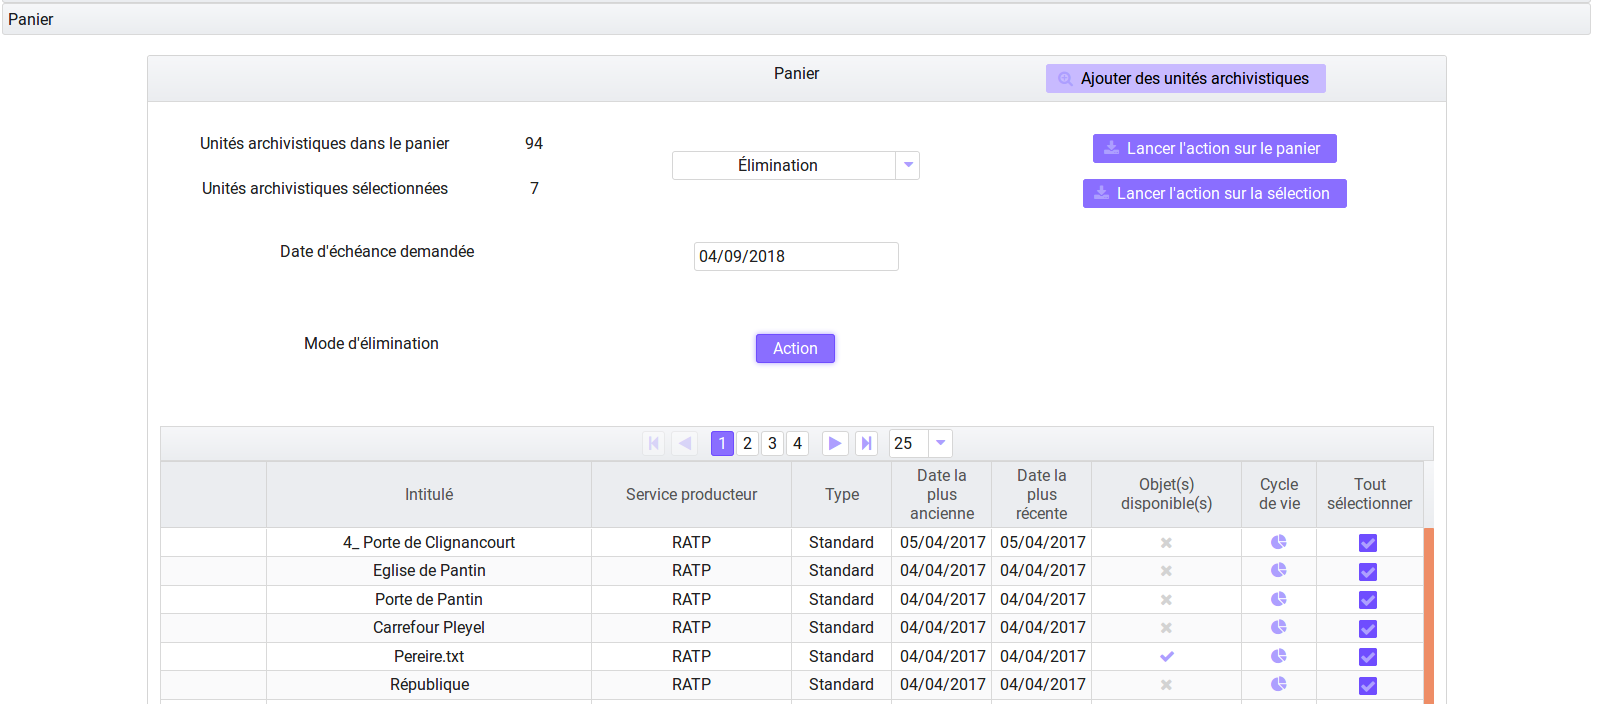 Panier
Panier
Ajouter des unités archivistiques
Unités archivistiques dans le panier 94
Élimination
Lancer l'action sur le panier
Unités archivistiques sélectionnées 7
Lancer l'action sur la sélection
Date d'échéance demandée
04/09/2018
Mode d'élimination
Action
1 2 3 4 25
Intitulé Service producteur Type Date la plus ancienne Date la plus récente Objet(s) disponible(s) Cycle de vie Tout sélectionner
4_ Porte de Clignancourt RATP Standard 05/04/2017 05/04/2017
Eglise de Pantin RATP Standard 04/04/2017 04/04/2017
Porte de Pantin RATP Standard 04/04/2017 04/04/2017
Carrefour Pleyel RATP Standard 04/04/2017 04/04/2017
Pereire.txt RATP Standard 04/04/2017 04/04/2017
République RATP Standard 04/04/2017 04/04/2017